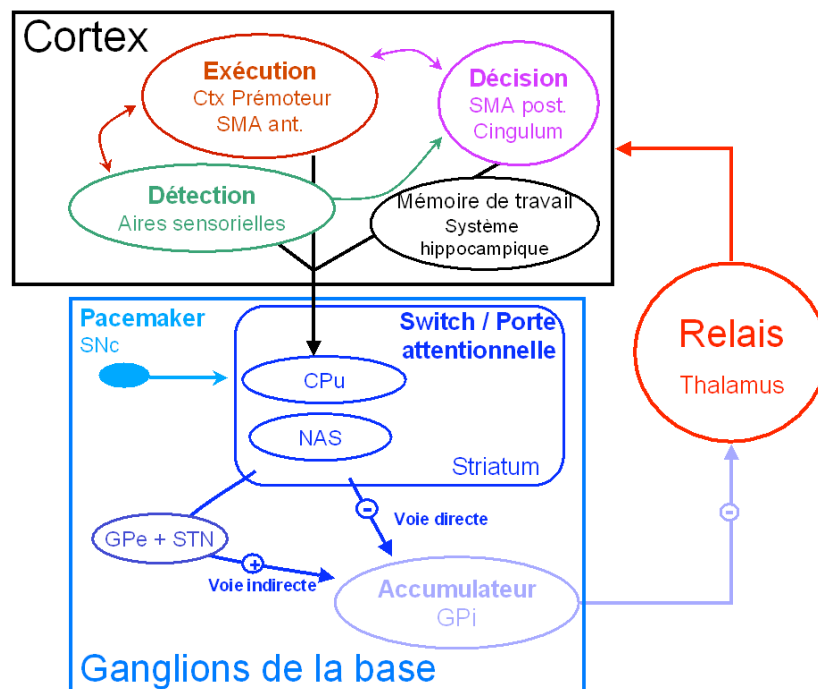 Cortex
Exécution
Ctx Prémoteur
SMA ant.
Décision
SMA post.
Cingulum
Détection
Aires sensorielles
Mémoire de travail
Système
hippocampique
Pacemaker
SNc
Switch / Porte
attentionnelle
CPu
NAS
Striatum
Relais
Thalamus
GPe + STN
-
Voie directe
-
+
Voie indirecte
Accumulateur
GPi
Ganglions de la base